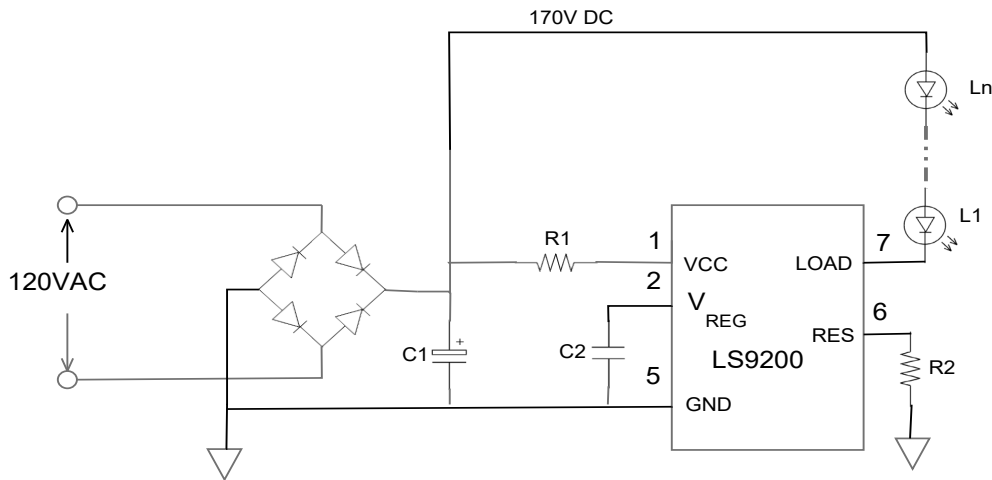 170V DC
Ln
L1
120VAC
R1
1
VCC
2
V REG
C1
+
C2
5
GND
LS9200
7
LOAD
6
RES
R2